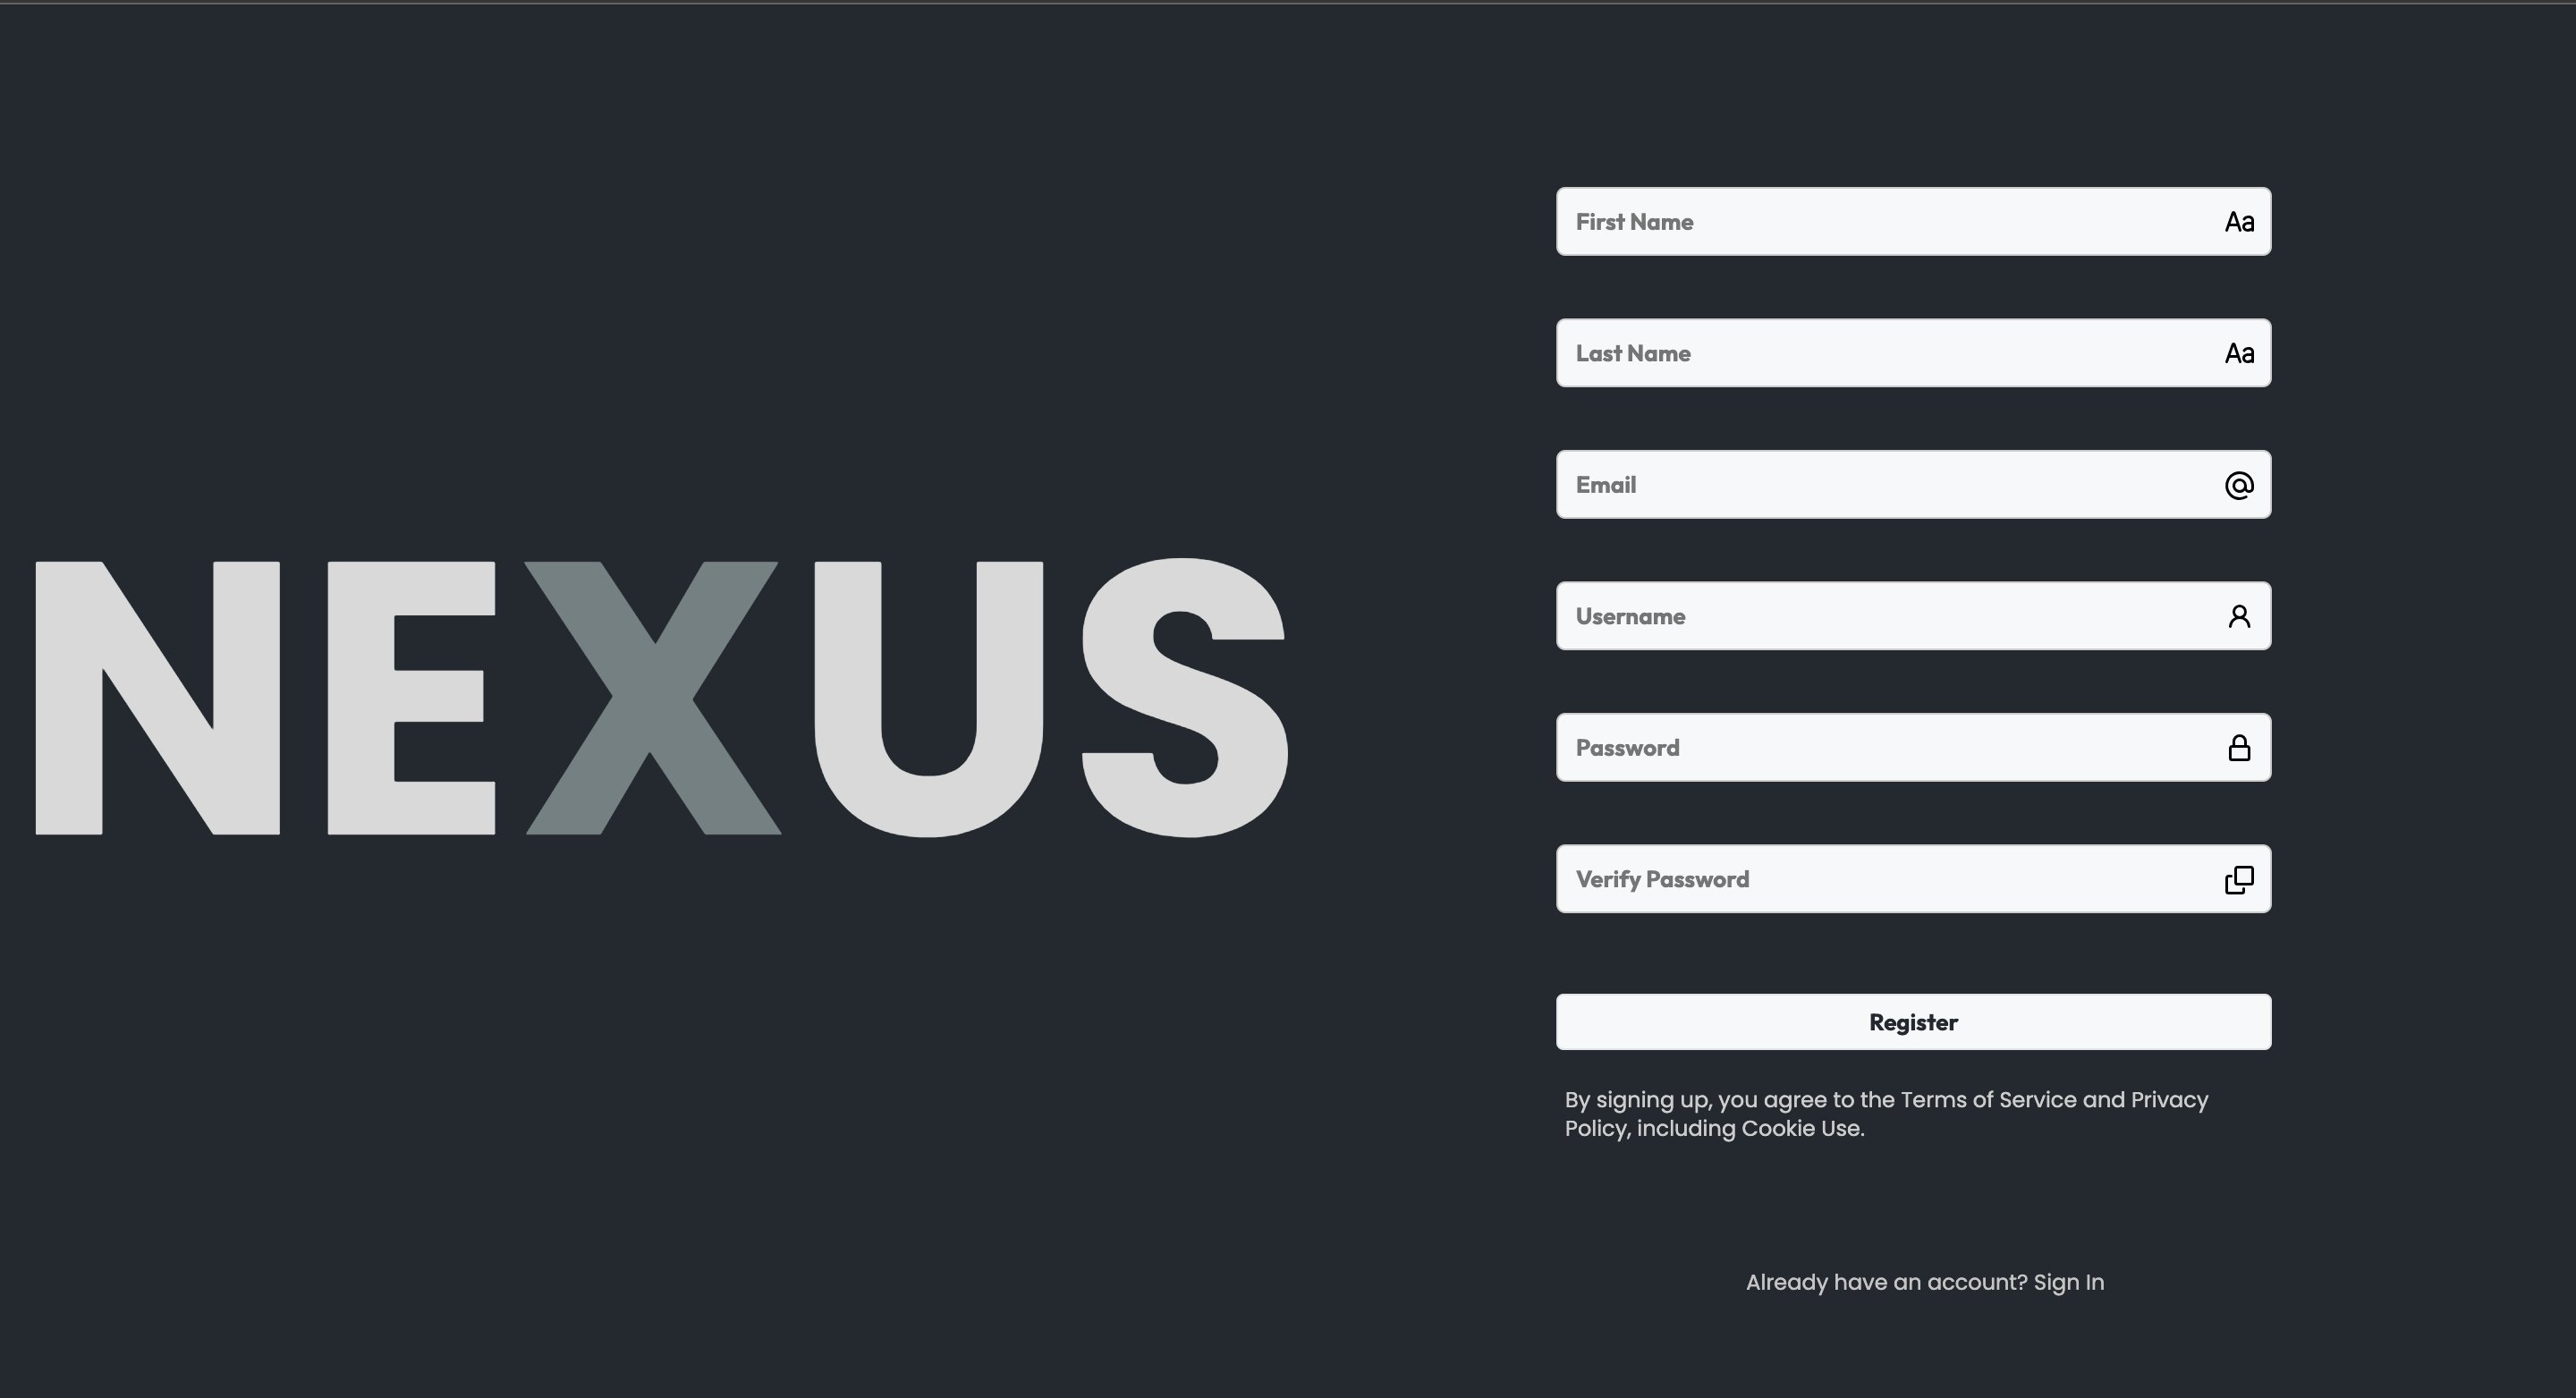 NEXUS
First Name Aa
Last Name Aa
Email @
Username
Password
Verify Password
Register
By signing up, you agree to the Terms of Service and Privacy
Policy, including Cookie Use.
Already have an account? Sign In